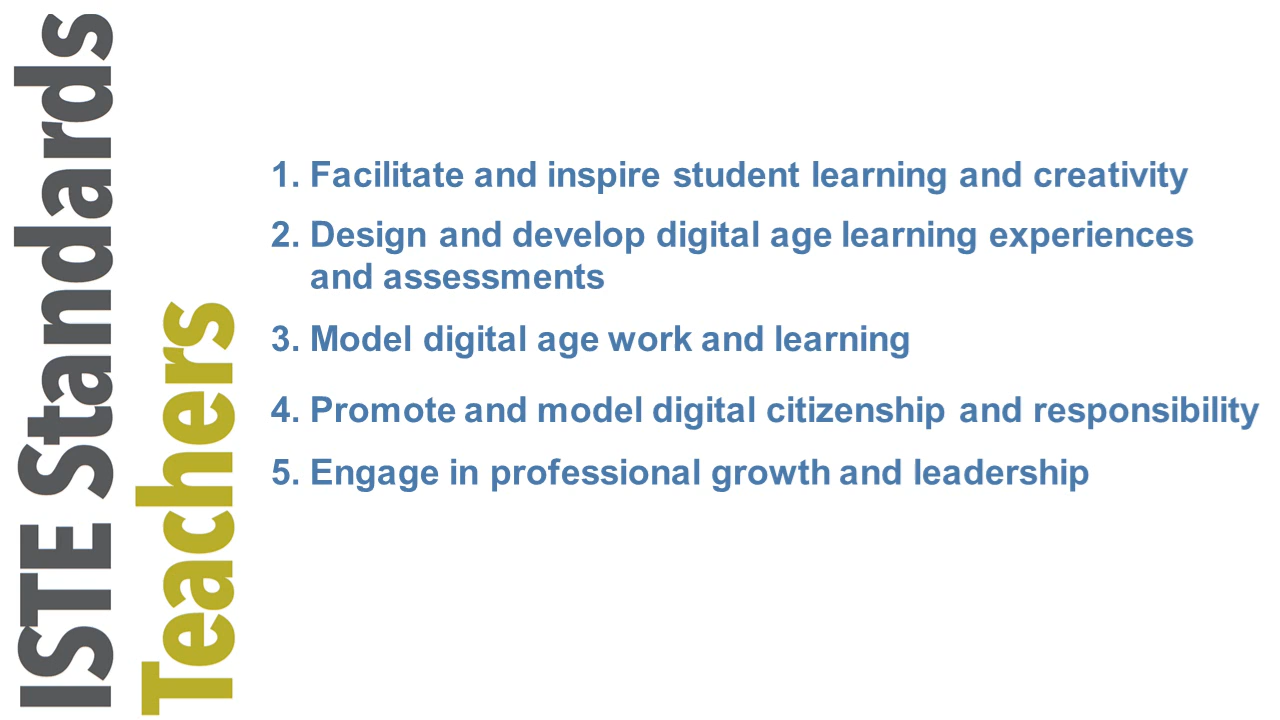 ISTE Standards
Teachers
1. Facilitate and inspire student learning and creativity
2. Design and develop digital age learning experiences
and assessments
3. Model digital age work and learning
4. Promote and model digital citizenship and responsibility
5. Engage in professional growth and leadership